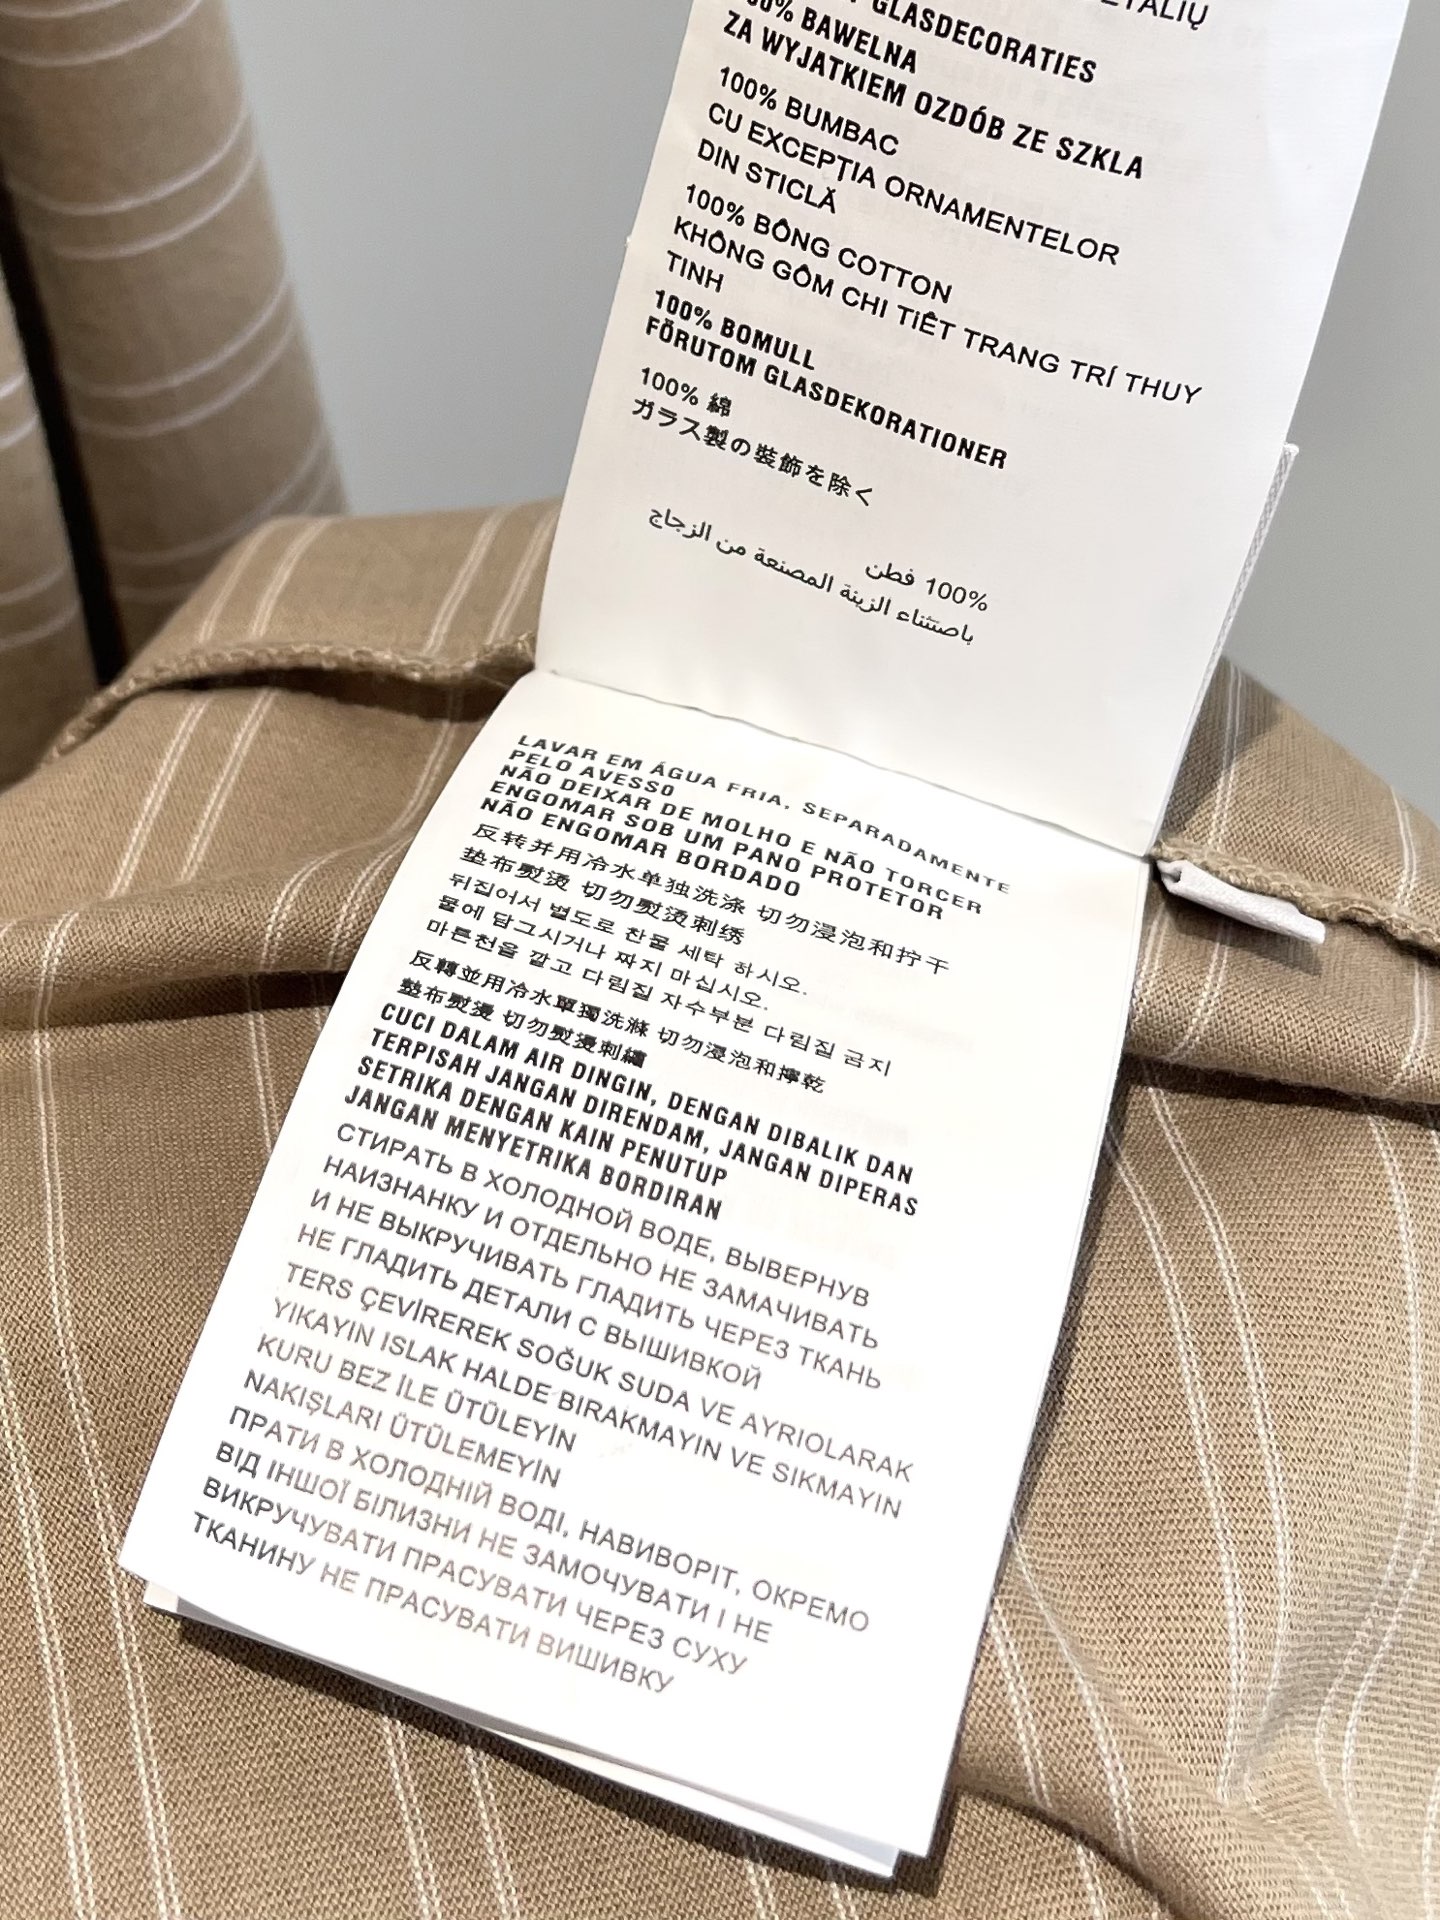 GLASDECORATIES
BAWELNA
ZA WYJATKIEM OZDÓB ZE SZKLA
100% BUMBAC
CU EXCEPȚIA ORNAMENTELOR
DIN STICLĂ
100% BÔNG COTTON
KHÔNG GÔM CHI TIẾT TRANG TRÍ THUY
TINH
100% BOMULL
FÖRUTOM GLASDEKORATIONER
100% 綿
ガラス製の装飾を除く
100% قطن
باستثناء الزينة المصنعة من الزجاج
LAVAR EM ÁGUA FRIA, SEPARADAMENTE
PELO AVESSO
NÃO DEIXAR DE MOLHO E NÃO TORCER
ENGOMAR SOB UM PANO PROTETOR
NÃO ENGOMAR BORDADO
反转并用冷水单独洗涤 切勿浸泡和拧干
垫布熨烫 切勿熨烫刺绣
뒤집어서 별도로 찬물 세탁 하시오.
물에 담그시거나 짜지 마십시오.
마른천을 깔고 다림질 자수부분 다림질 금지
反轉並用冷水單獨洗滌 切勿浸泡和擰乾
墊布熨燙 切勿熨燙刺繡
CUCI DALAM AIR DINGIN, DENGAN DIBALIK DAN
TERPISAH JANGAN DIRENDAM, JANGAN DIPERAS
SETRIKA DENGAN KAIN PENUTUP
JANGAN MENYETRIKA BORDIRAN
СТИРАТЬ В ХОЛОДНОЙ ВОДЕ, ВЫВЕРНУВ
НАИЗНАНКУ И ОТДЕЛЬНО НЕ ЗАМАЧИВАТЬ
И НЕ ВЫКРУЧИВАТЬ ГЛАДИТЬ ЧЕРЕЗ ТКАНЬ
НЕ ГЛАДИТЬ ДЕТАЛИ С ВЫШИВКОЙ
TERS ÇEVİREREK SOĞUK SUDA VE AYRIOLARAK
YIKAYIN ISLAK HALDE BIRAKMAYIN VE SIKMAYIN
KURU BEZ İLE ÜTÜLEYİN
NAKIŞLARI ÜTÜLEMEYİN
ПРАТИ В ХОЛОДНІЙ ВОДІ, НАВИВОРІТ, ОКРЕМО
ВІД ІНШОЇ БІЛИЗНИ НЕ ЗАМОЧУВАТИ І НЕ
ВИКРУЧУВАТИ ПРАСУВАТИ ЧЕРЕЗ СУХУ
ТКАНИНУ НЕ ПРАСУВАТИ ВИШИВКУ